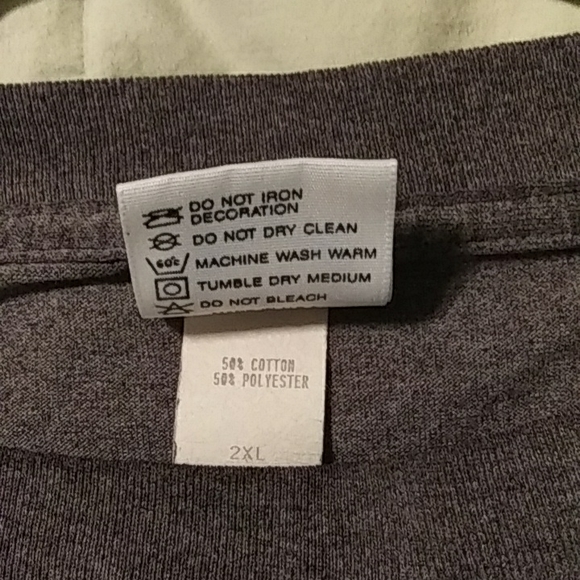 DO NOT IRON
DECORATION
DO NOT DRY CLEAN
60°c MACHINE WASH WARM
TUMBLE DRY MEDIUM
DO NOT BLEACH
50% COTTON
50% POLYESTER
2XL